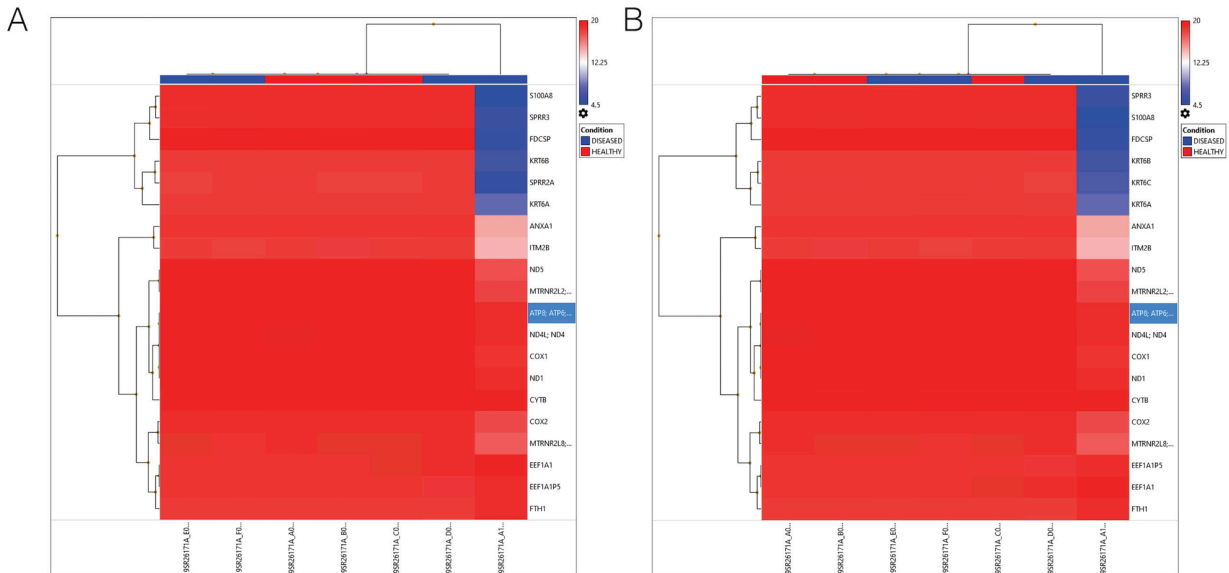 A
20
12.25
4.5
Condition
DISEASED
HEALTHY
S100A8
SPRR3
FDCSP
KRT6B
SPRR2A
KRT6A
ANXA1
ITM2B
ND5
MTRNR2L2;...
ATP8; ATP6;...
ND4L; ND4
COX1
ND1
CYTB
COX2
MTRNR2L8;...
EEF1A1
EEF1A1P5
FTH1
9SR26171A_E0...
9SR26171A_F0...
9SR26171A_A0...
9SR26171A_B0...
9SR26171A_C0...
9SR26171A_D0...
9SR26171A_A1...
B
20
12.25
4.5
Condition
DISEASED
HEALTHY
SPRR3
S100A8
FDCSP
KRT6B
KRT6C
KRT6A
ANXA1
ITM2B
ND5
MTRNR2L2;...
ATP8; ATP6;...
ND4L; ND4
COX1
ND1
CYTB
COX2
MTRNR2L8;...
EEF1A1P5
EEF1A1
FTH1
9SR26171A_A0...
9SR26171A_B0...
9SR26171A_E0...
9SR26171A_F0...
9SR26171A_C0...
9SR26171A_D0...
9SR26171A_A1...